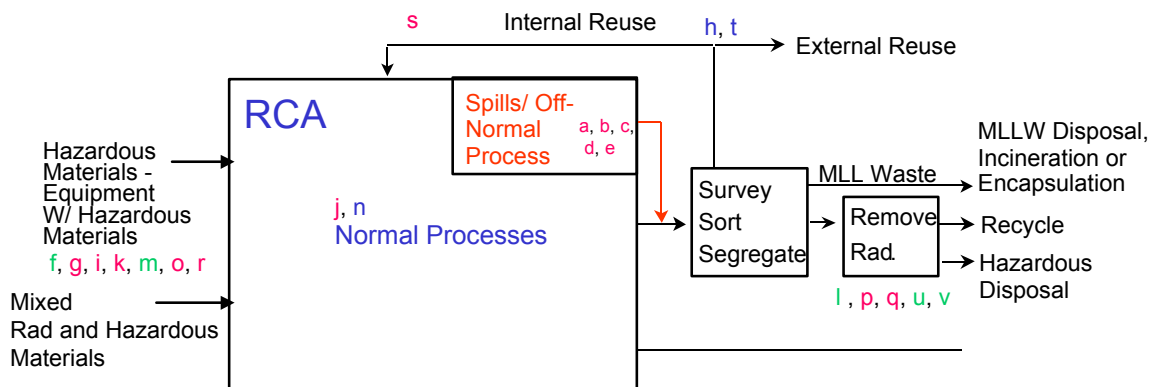 s
Internal Reuse
h, t
External Reuse
RCA
Spills/ Off-
Normal
Process
a, b, c,
d, e
Hazardous
Materials -
Equipment
W/ Hazardous
Materials
f, g, i, k, m, o, r
Mixed
Rad and Hazardous
Materials
j, n
Normal Processes
Survey
Sort
Segregate
MLL Waste
MLLW Disposal,
Incineration or
Encapsulation
Remove
Rad.
l , p, q, u, v
Recycle
Hazardous
Disposal